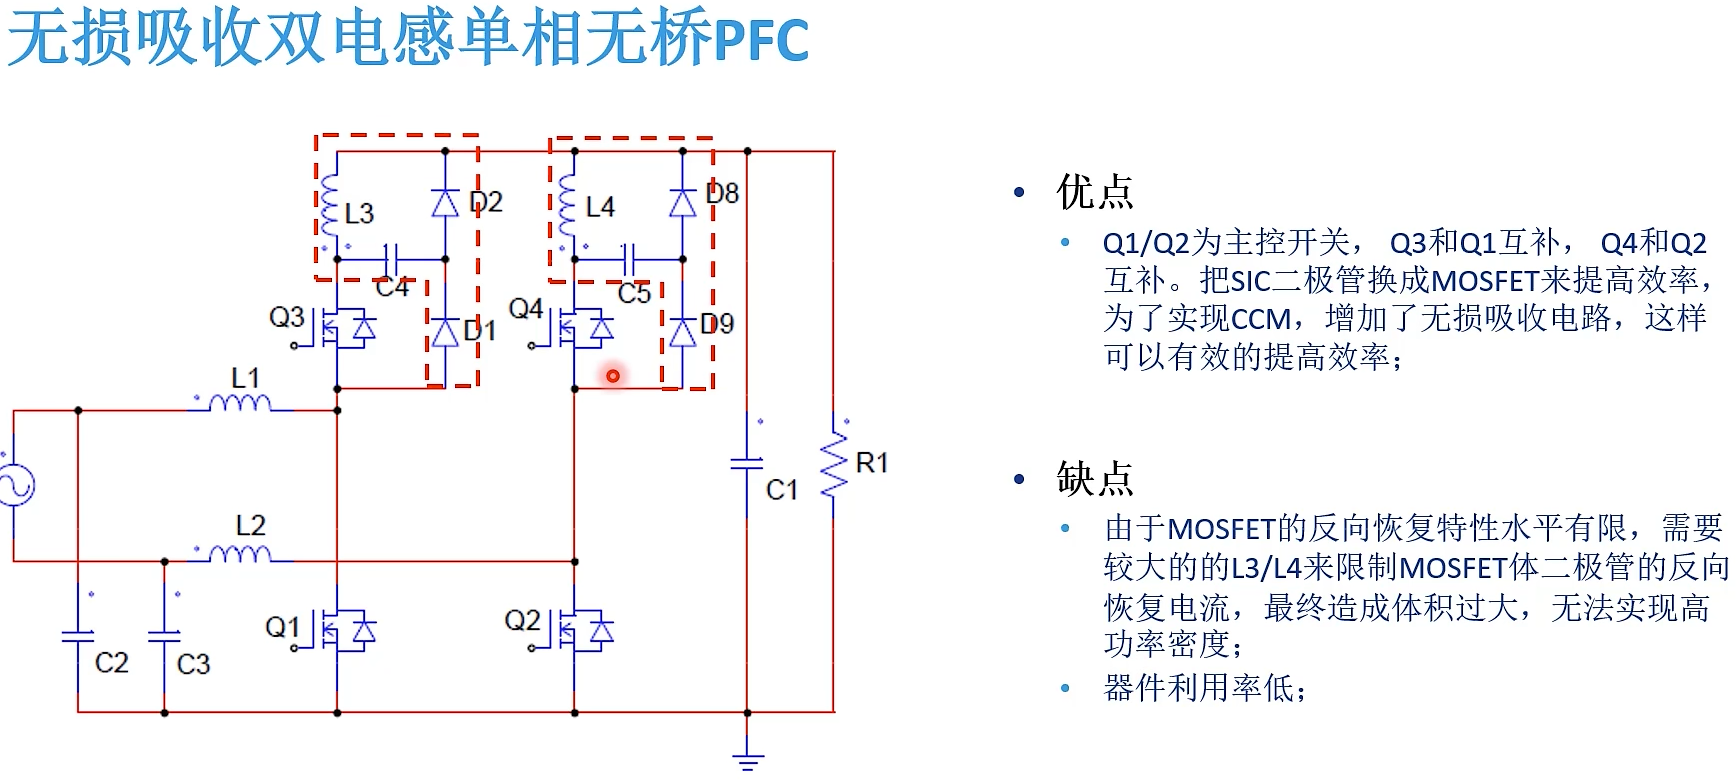 无损吸收双电感单相无桥PFC
L3
D2
L4
D8
C4
C5
Q3
D1
Q4
D9
L1
C1
R1
L2
Q1
Q2
C2
C3
• 优点
• Q1/Q2为主控开关， Q3和Q1互补， Q4和Q2
互补。把SIC二极管换成MOSFET来提高效率，
为了实现CCM，增加了无损吸收电路，这样
可以有效的提高效率；
• 缺点
• 由于MOSFET的反向恢复特性水平有限，需要
较大的的L3/L4来限制MOSFET体二极管的反向
恢复电流，最终造成体积过大，无法实现高
功率密度；
• 器件利用率低；